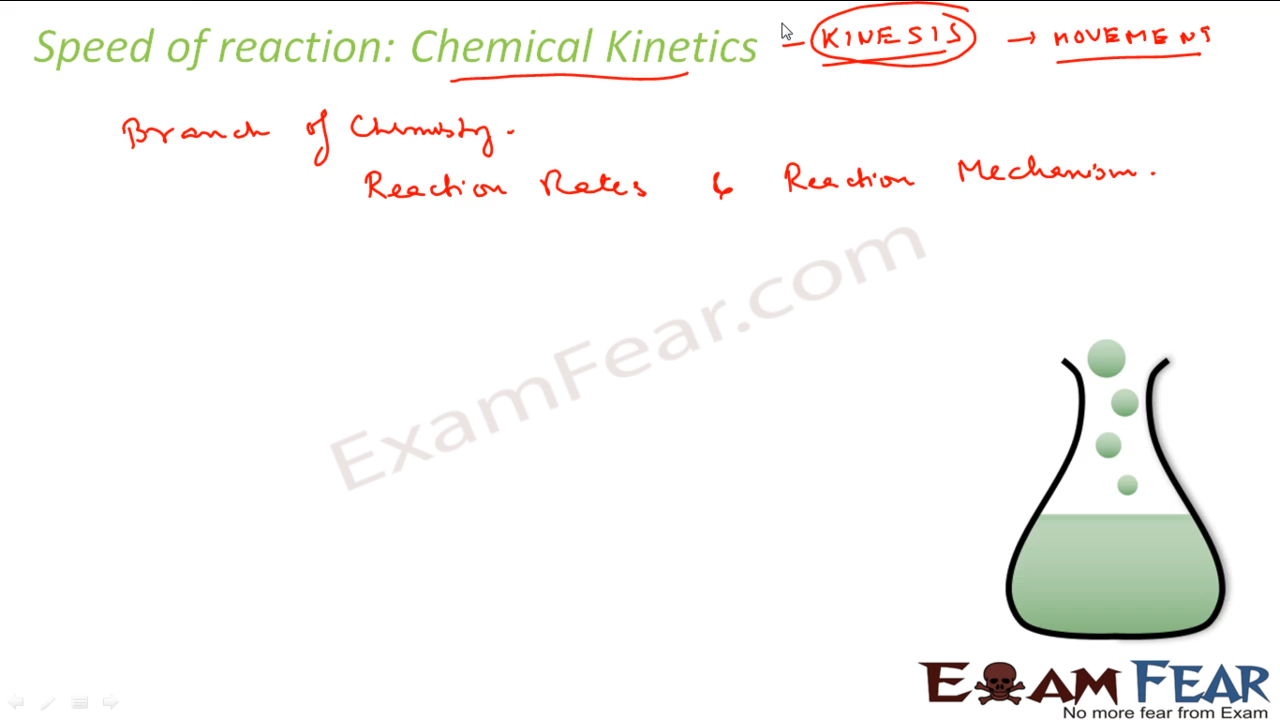 Speed of reaction: Chemical Kinetics - KINESIS → MOVEMENT
Branch of Chemistry.
Reaction Rates & Reaction Mechanism.
ExamFear.com
EXAM FEAR
No more fear from Exam